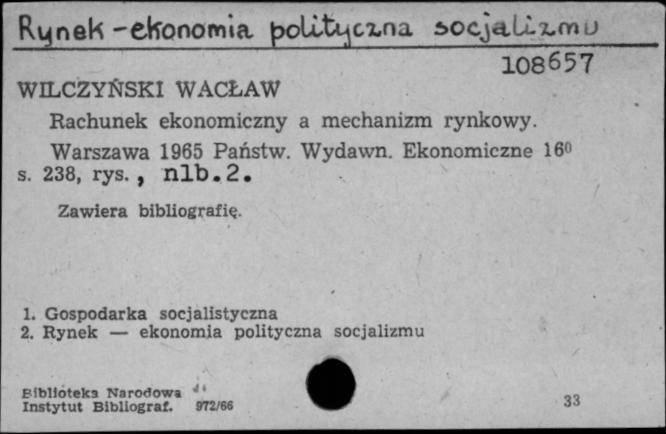 Rynek - ekonomia polityczna socjalizmu
108657
WILCZYŃSKI WACŁAW
Rachunek ekonomiczny a mechanizm rynkowy.
Warszawa 1965 Państw. Wydawn. Ekonomiczne 16⁰
s. 238, rys., nlb.2.
Zawiera bibliografię.
1. Gospodarka socjalistyczna
2. Rynek — ekonomia polityczna socjalizmu
Biblioteka Narodowa
Instytut Bibliograf. 972/66
33